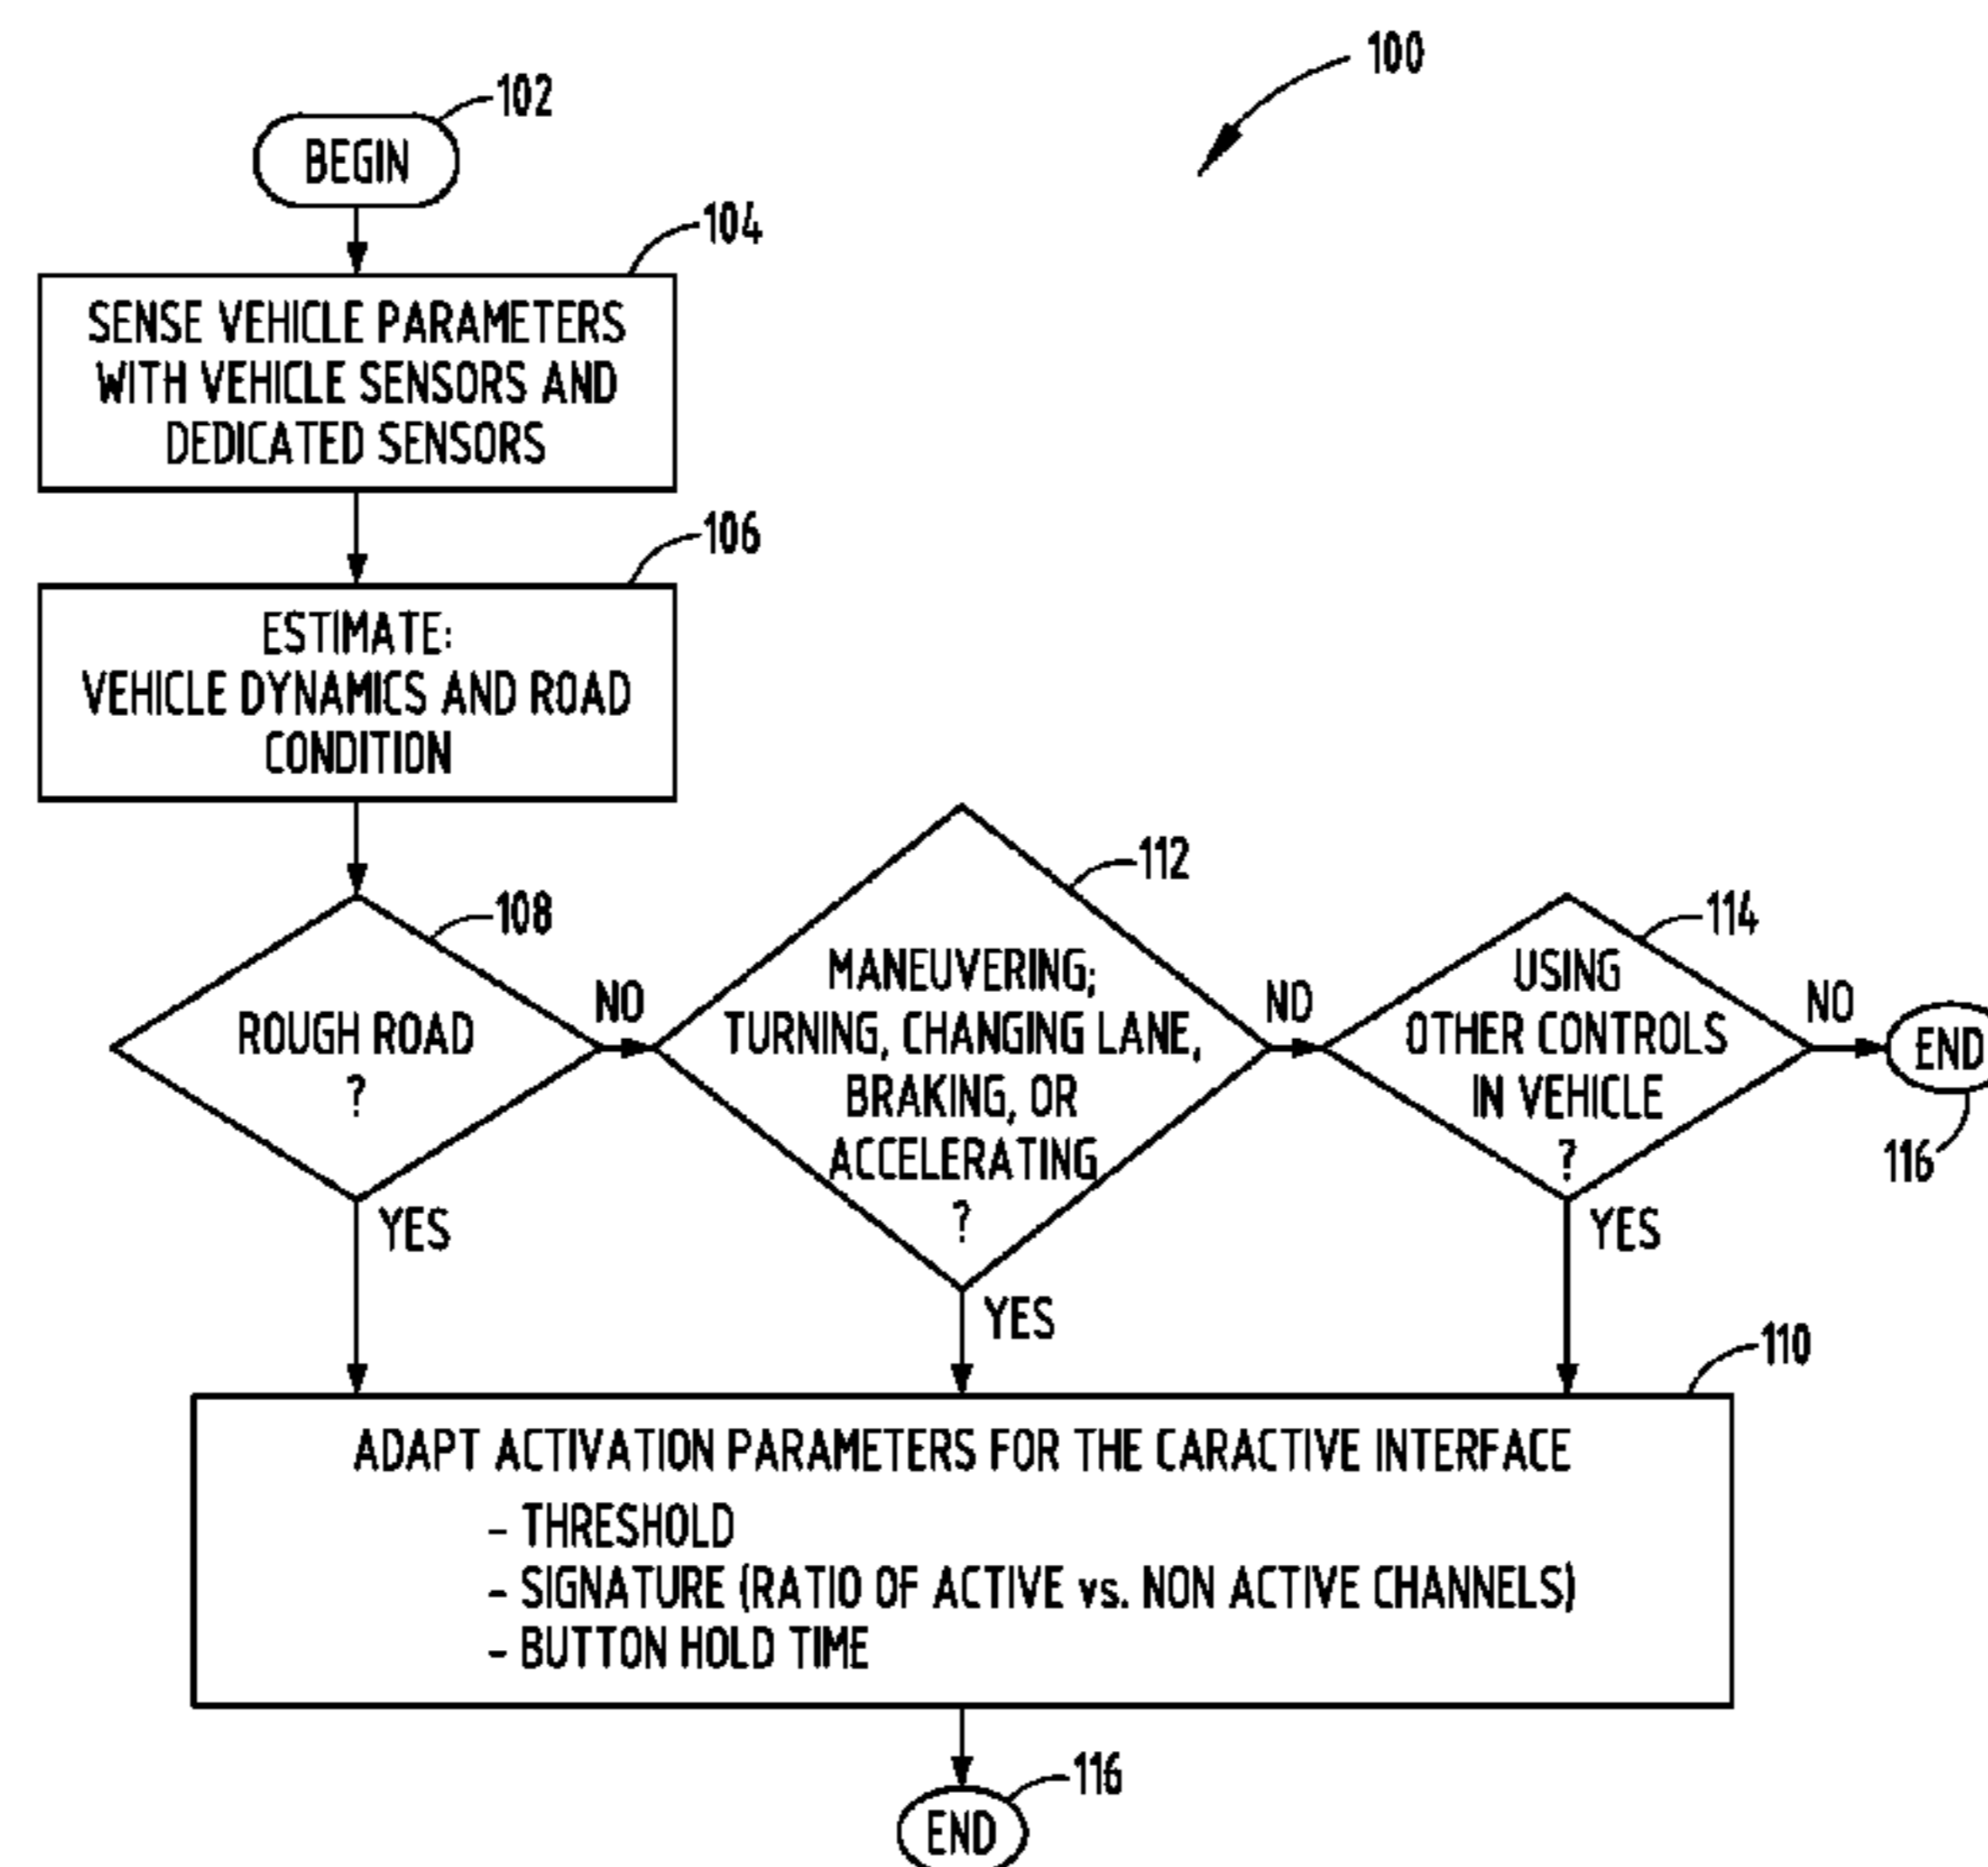 100
102
BEGIN
104
SENSE VEHICLE PARAMETERS
WITH VEHICLE SENSORS AND
DEDICATED SENSORS
106
ESTIMATE:
VEHICLE DYNAMICS AND ROAD
CONDITION
108
ROUGH ROAD
?
NO
YES
112
MANEUVERING;
TURNING, CHANGING LANE,
BRAKING, OR
ACCELERATING
?
NO
YES
114
USING
OTHER CONTROLS
IN VEHICLE
?
NO
YES
END
116
110
ADAPT ACTIVATION PARAMETERS FOR THE CARACTIVE INTERFACE
- THRESHOLD
- SIGNATURE (RATIO OF ACTIVE vs. NON ACTIVE CHANNELS)
- BUTTON HOLD TIME
116
END